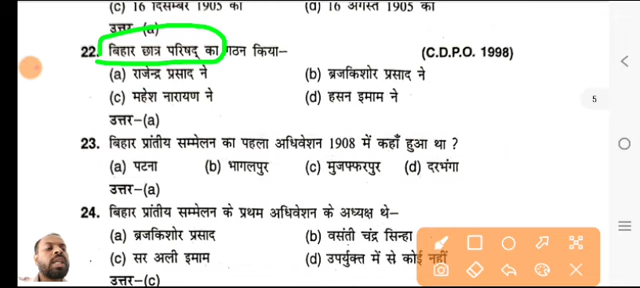 (c) 16 दिसम्बर 1905 को (d) 16 अगस्त 1905 को
उत्तर (a)
22. बिहार छात्र परिषद् का गठन किया– (C.D.P.O. 1998)
(a) राजेन्द्र प्रसाद ने (b) ब्रजकिशोर प्रसाद ने
(c) महेश नारायण ने (d) हसन इमाम ने
उत्तर–(a)
5
23. बिहार प्रांतीय सम्मेलन का पहला अधिवेशन 1908 में कहाँ हुआ था ?
(a) पटना (b) भागलपुर (c) मुजफ्फरपुर (d) दरभंगा
उत्तर–(a)
24. बिहार प्रांतीय सम्मेलन के प्रथम अधिवेशन के अध्यक्ष थे–
(a) ब्रजकिशोर प्रसाद (b) वसंती चंद्र सिन्हा
(c) सर अली इमाम (d) उपर्युक्त में से कोई नहीं
उत्तर–(c)